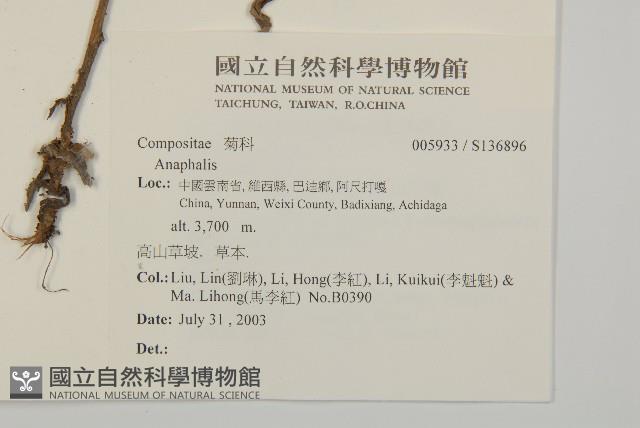 國立自然科學博物館
NATIONAL MUSEUM OF NATURAL SCIENCE
TAICHUNG, TAIWAN, R.O.CHINA
Compositae 菊科 005933 / S136896
Anaphalis
Loc.: 中國雲南省, 維西縣, 巴迪鄉, 阿尺打嘎
China, Yunnan, Weixi County, Badixiang, Achidaga
alt. 3,700 m.
高山草坡. 草本.
Col.: Liu, Lin(劉琳), Li, Hong(李紅), Li, Kuikui(李魁魁) &
Ma. Lihong(馬李紅) No.B0390
Date: July 31 , 2003
Det.:
國立自然科學博物館
NATIONAL MUSEUM OF NATURAL SCIENCE